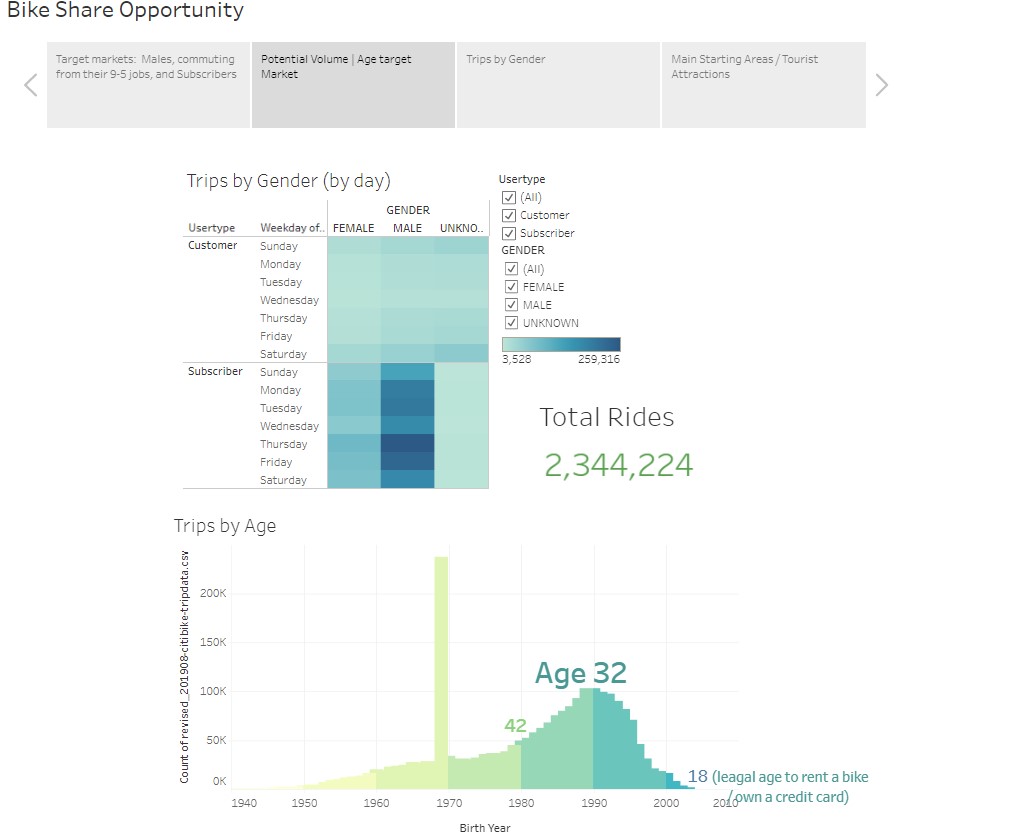 Bike Share Opportunity
Target markets: Males, commuting
from their 9-5 jobs, and Subscribers
Potential Volume | Age target
Market
Trips by Gender
Main Starting Areas / Tourist
Attractions
Trips by Gender (by day)
GENDER
Usertype Weekday of.. FEMALE MALE UNKNO..
Customer Sunday
Monday
Tuesday
Wednesday
Thursday
Friday
Saturday
Subscriber Sunday
Monday
Tuesday
Wednesday
Thursday
Friday
Saturday
Usertype
(All)
Customer
Subscriber
GENDER
(All)
FEMALE
MALE
UNKNOWN
3,528 259,316
Total Rides
2,344,224
Trips by Age
Count of revised_201908-citibike-tripdata.csv
200K
150K
100K
50K
0K
Age 32
42
18 (leagal age to rent a bike
/own a credit card)
1940 1950 1960 1970 1980 1990 2000 2010
Birth Year